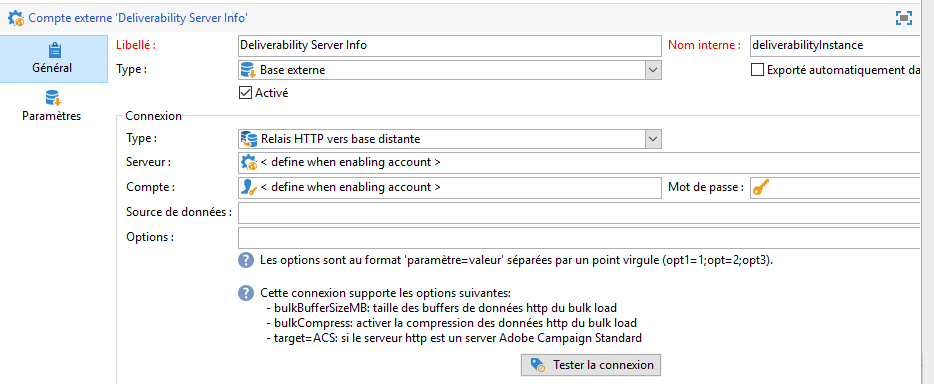 Compte externe 'Deliverability Server Info'
Général
Paramètres
Libellé :
Deliverability Server Info
Nom interne :
deliverabilityInstance
Type :
Base externe
Exporté automatiquement da
Activé
Connexion
Type :
Relais HTTP vers base distante
Serveur :
< define when enabling account >
Compte :
< define when enabling account >
Mot de passe :
Source de données :
Options :
Les options sont au format 'paramètre=valeur' séparées par un point virgule (opt1=1;opt=2;opt3).
Cette connexion supporte les options suivantes:
- bulkBufferSizeMB: taille des buffers de données http du bulk load
- bulkCompress: activer la compression des données http du bulk load
- target=ACS: si le serveur http est un server Adobe Campaign Standard
Tester la connexion